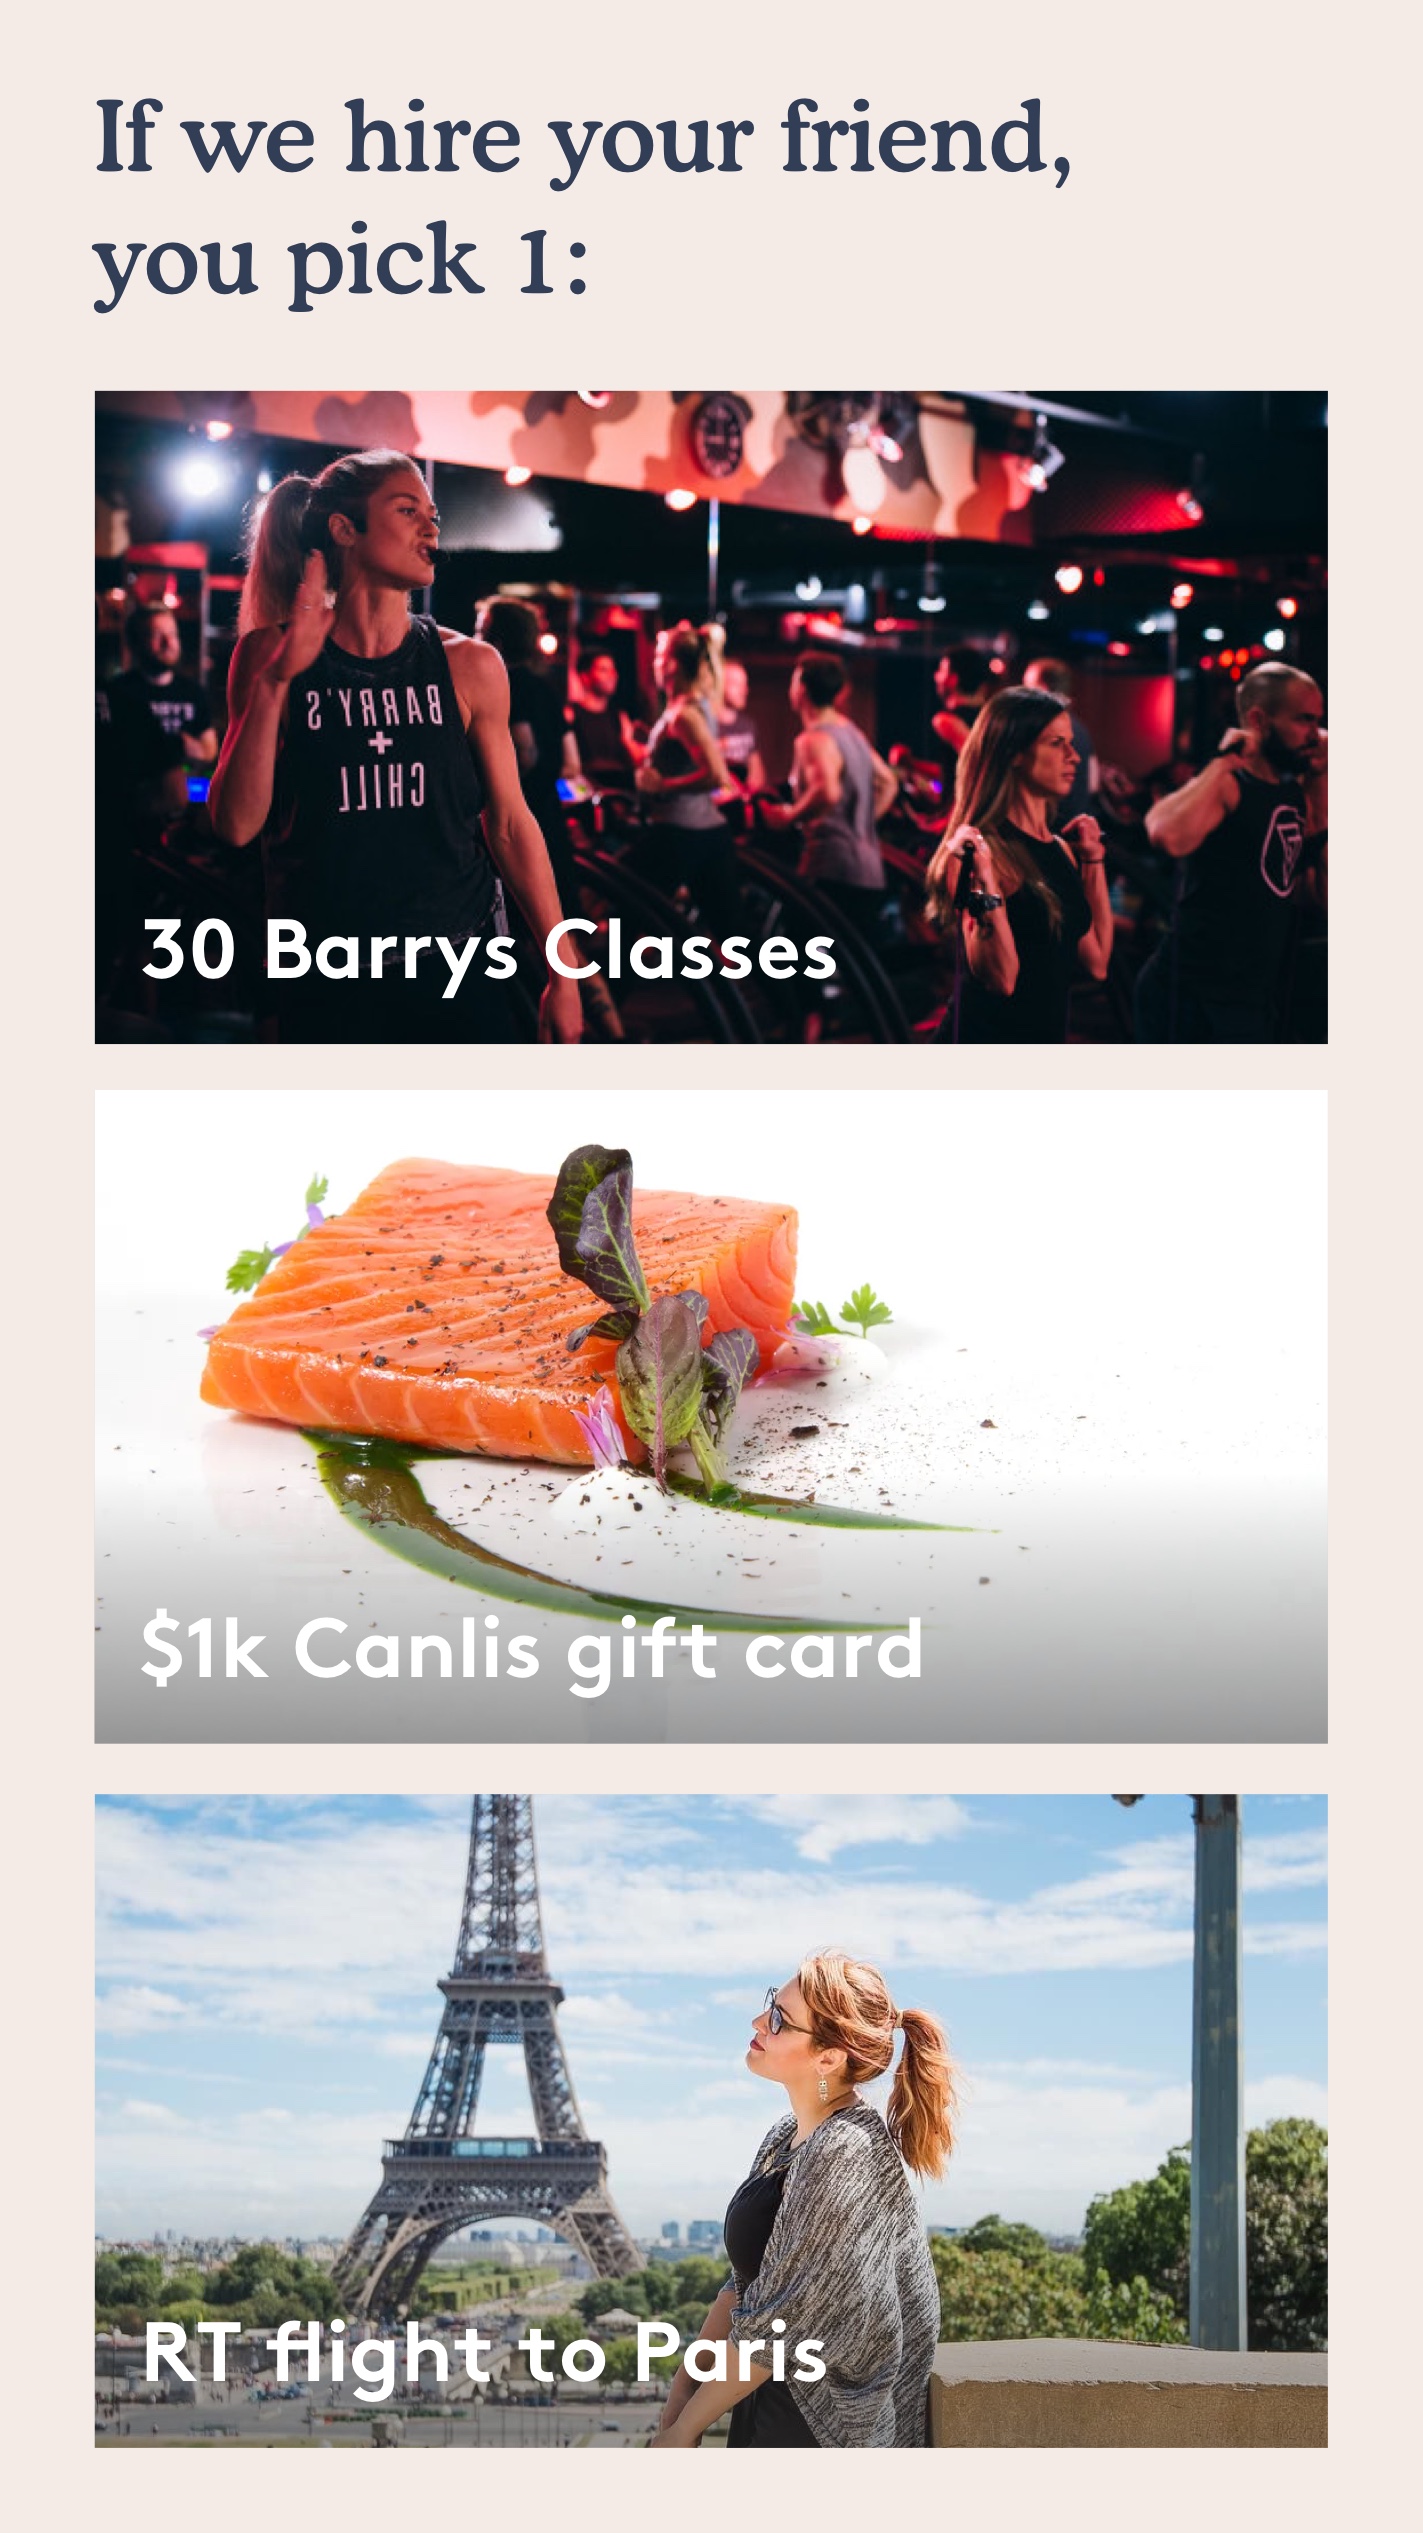 If we hire your friend,
you pick 1:
BARRY'S
+
CHILL
30 Barrys Classes
$1k Canlis gift card
RT flight to Paris